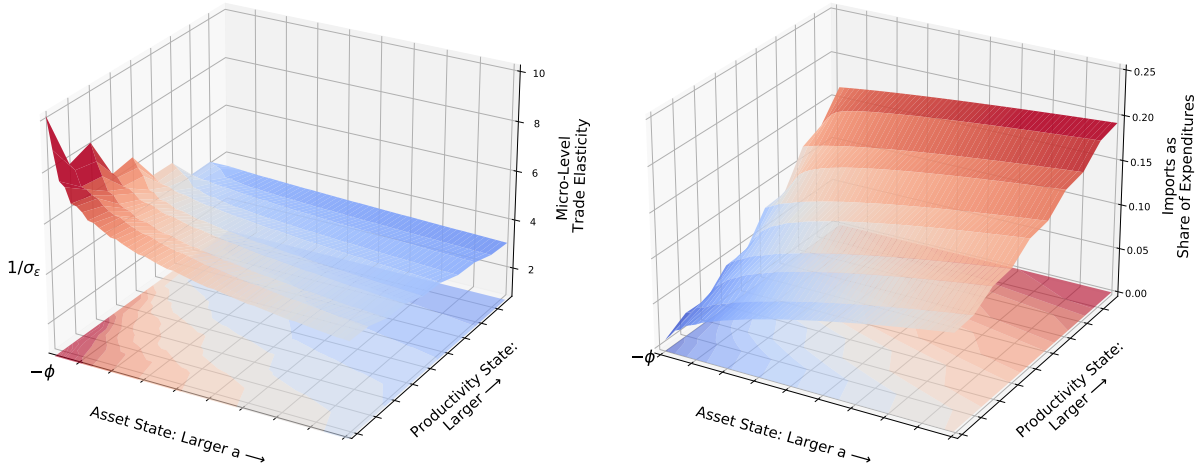 10
8
6
4
2
Micro-Level
Trade Elasticity
1/σε
−ϕ
Asset State: Larger a ⟶
Productivity State:
Larger ⟶
0.25
0.20
0.15
0.10
0.05
0.00
Imports as
Share of Expenditures
−ϕ
Asset State: Larger a ⟶
Productivity State:
Larger ⟶